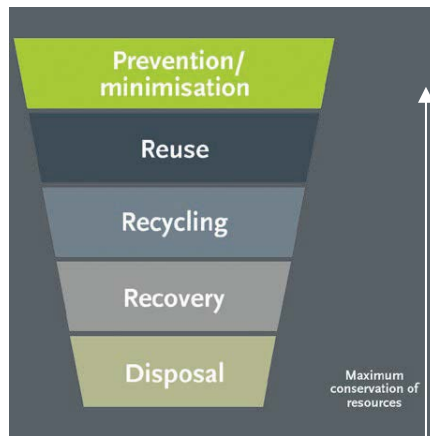 Prevention/
minimisation
Reuse
Recycling
Recovery
Disposal
Maximum
conservation of
resources